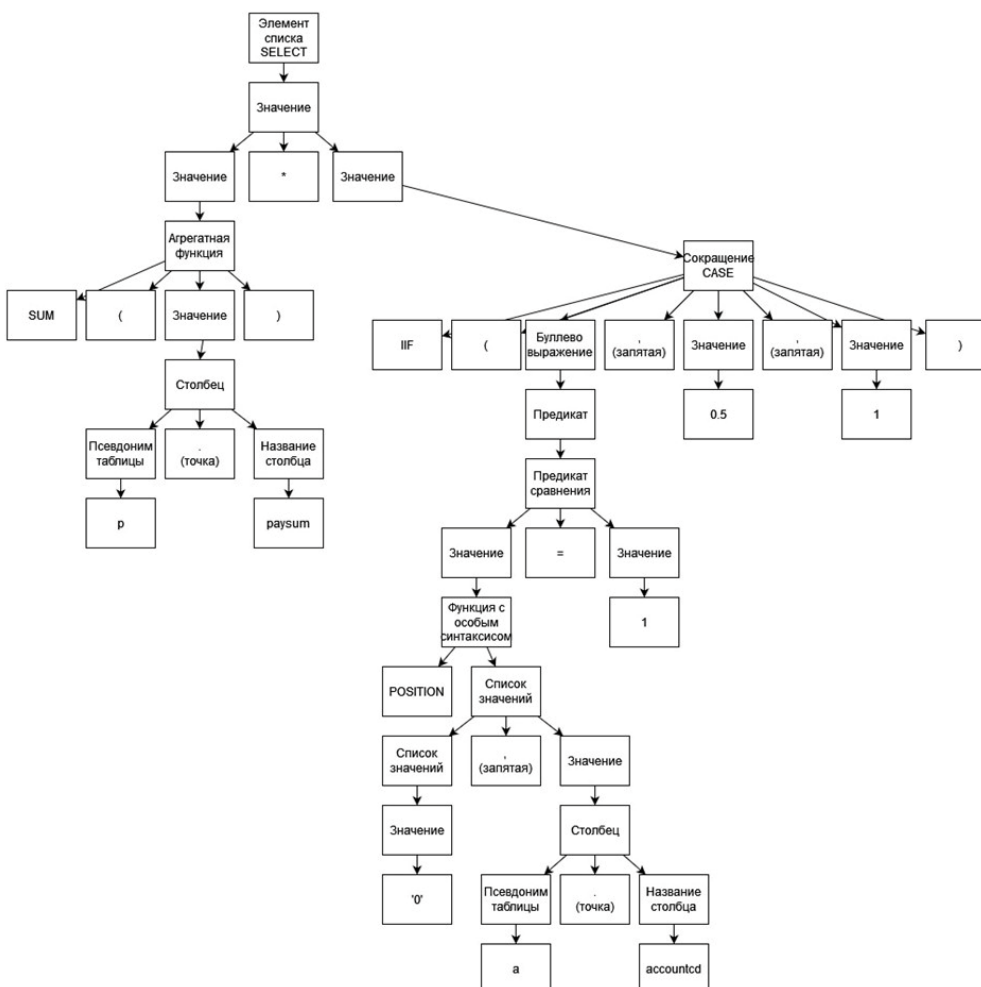 Элемент
списка
SELECT
Значение
Значение
*
Значение
Агрегатная
функция
Сокращение
CASE
SUM
(
Значение
)
IIF
(
Буллево
выражение
,
(запятая)
Значение
,
(запятая)
Значение
)
Столбец
Предикат
0.5
1
Псевдоним
таблицы
.
(точка)
Название
столбца
Предикат
сравнения
p
paysum
Значение
=
Значение
Функция с
особым
синтаксисом
1
POSITION
Список
значений
Список
значений
,
(запятая)
Значение
Значение
Столбец
'0'
Псевдоним
таблицы
.
(точка)
Название
столбца
a
accountcd